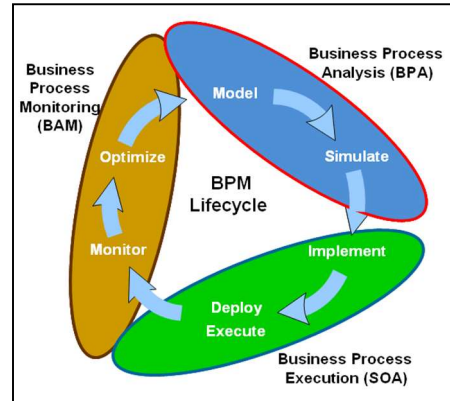 Business
Process
Monitoring
(BAM)
Business Process
Analysis (BPA)
Model
Simulate
Optimize
BPM
Lifecycle
Monitor
Implement
Deploy
Execute
Business Process
Execution (SOA)